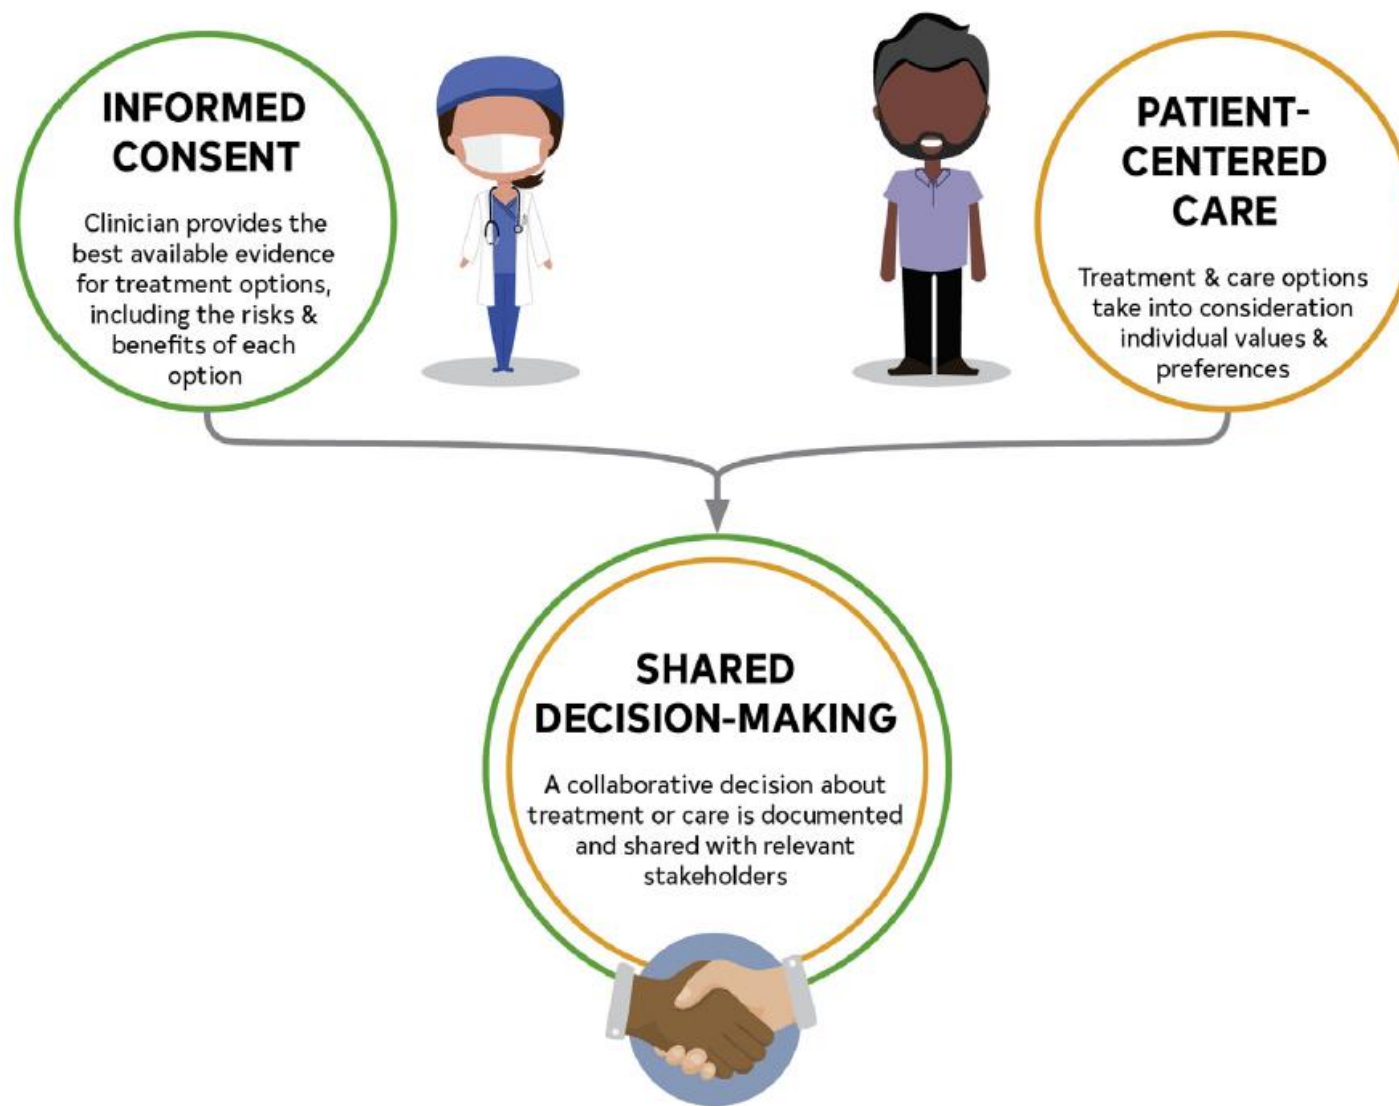 INFORMED
CONSENT
Clinician provides the
best available evidence
for treatment options,
including the risks &
benefits of each
option
PATIENT-
CENTERED
CARE
Treatment & care options
take into consideration
individual values &
preferences
SHARED
DECISION-MAKING
A collaborative decision about
treatment or care is documented
and shared with relevant
stakeholders